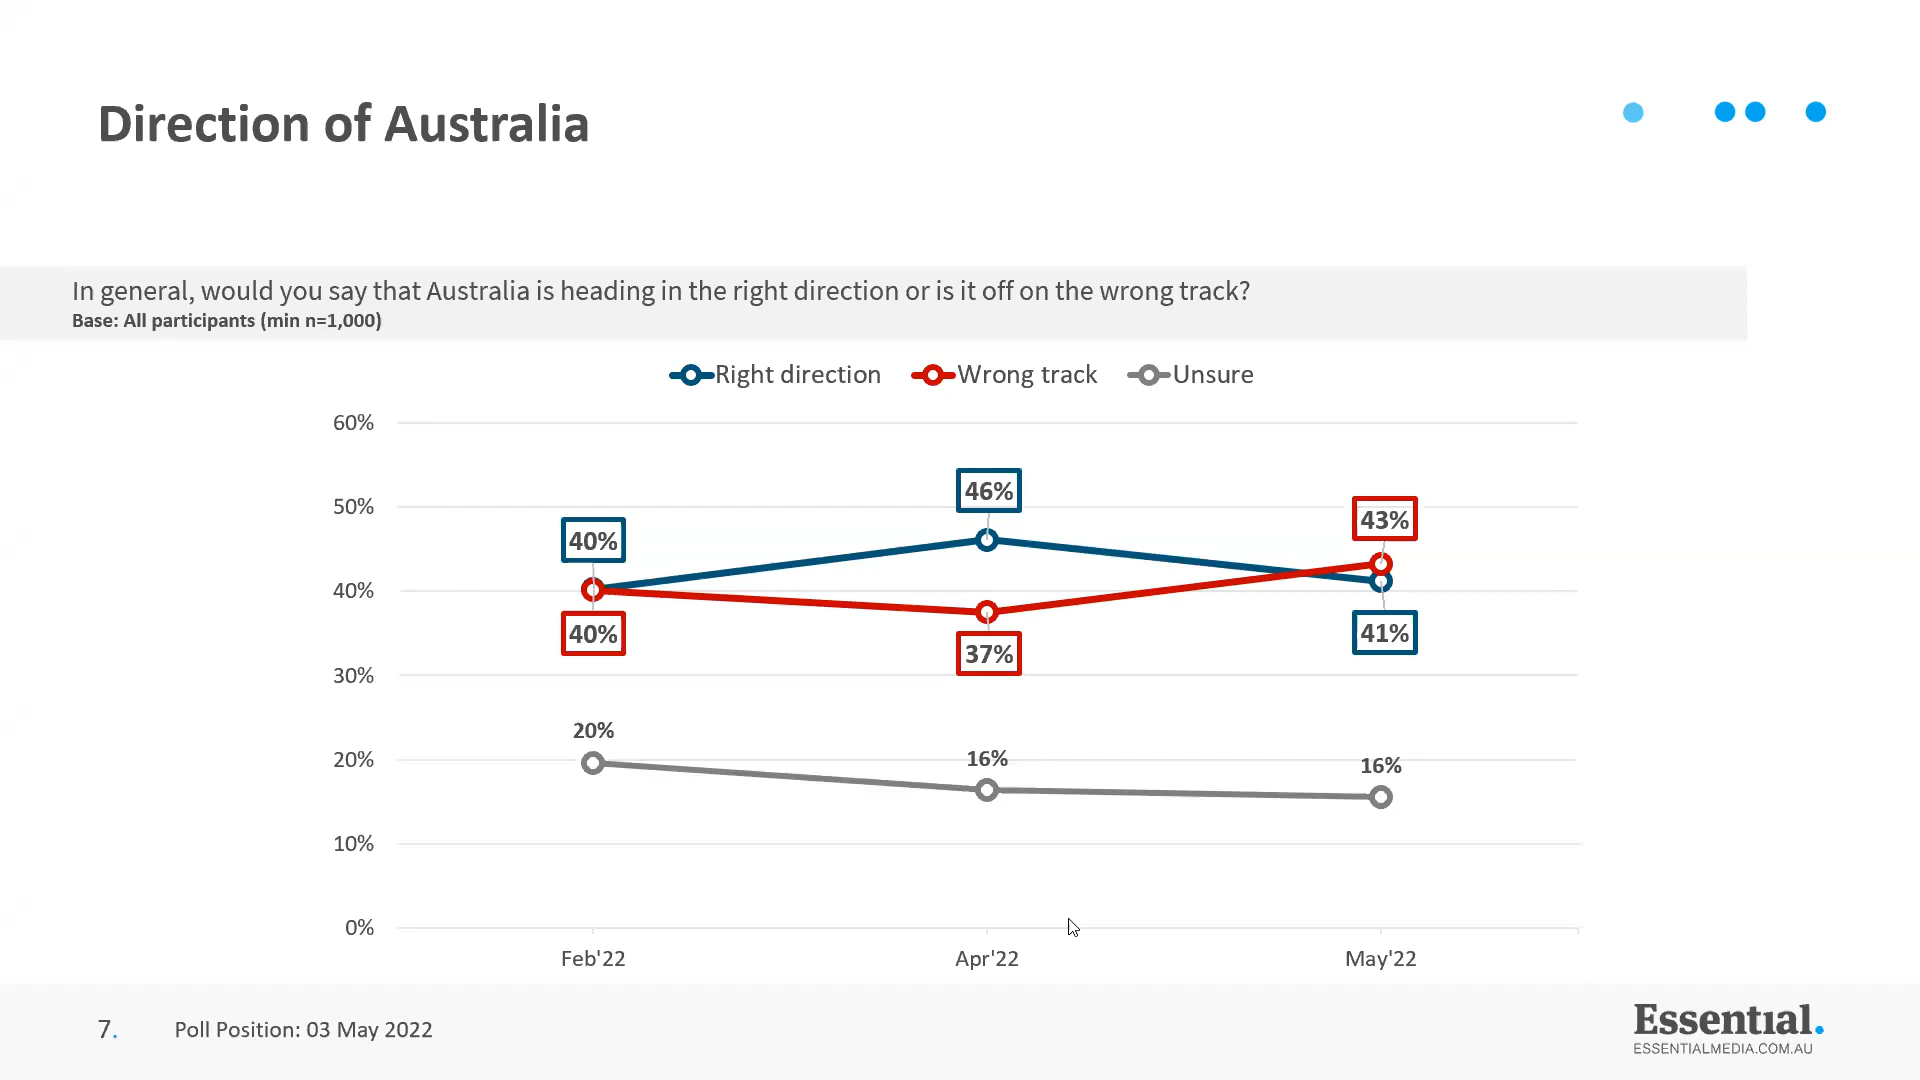 Direction of Australia
In general, would you say that Australia is heading in the right direction or is it off on the wrong track?
Base: All participants (min n=1,000)
Right direction Wrong track Unsure
60%
50%
40%
30%
20%
10%
0%
46%
43%
40%
40%
37%
41%
20%
16%
16%
Feb'22 Apr'22 May'22
7. Poll Position: 03 May 2022
Essential.
ESSENTIALMEDIA.COM.AU